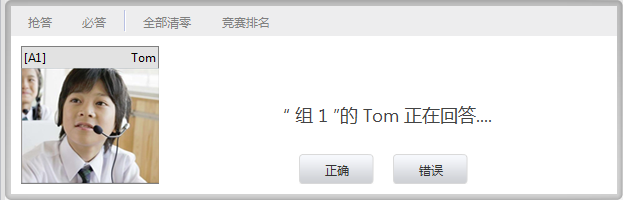 抢答 必答 全部清零 竞赛排名
[A1] Tom
“ 组 1 ”的 Tom 正在回答....
正确 错误